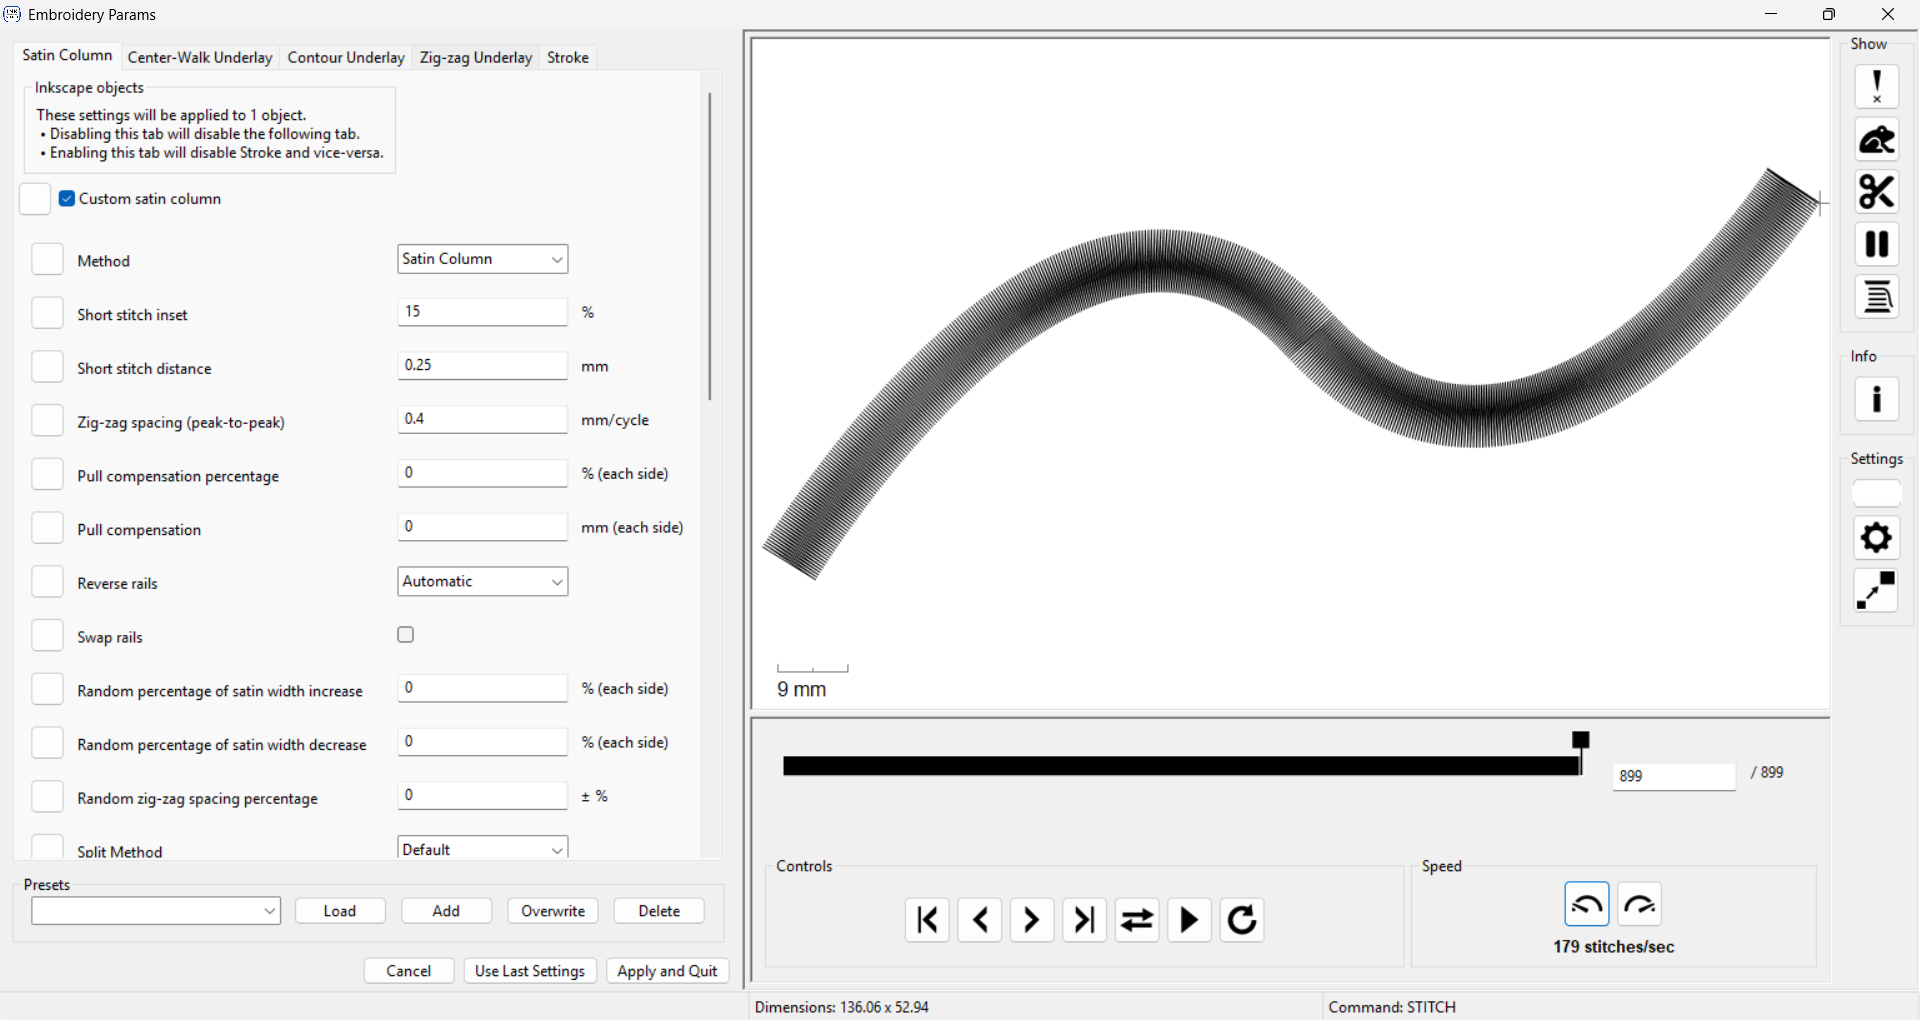 Embroidery Params
Satin Column
Center-Walk Underlay
Contour Underlay
Zig-zag Underlay
Stroke
Inkscape objects
These settings will be applied to 1 object.
• Disabling this tab will disable the following tab.
• Enabling this tab will disable Stroke and vice-versa.
Custom satin column
Method
Satin Column
Short stitch inset
15
%
Short stitch distance
0.25
mm
Zig-zag spacing (peak-to-peak)
0.4
mm/cycle
Pull compensation percentage
0
% (each side)
Pull compensation
0
mm (each side)
Reverse rails
Automatic
Swap rails
Random percentage of satin width increase
0
% (each side)
Random percentage of satin width decrease
0
% (each side)
Random zig-zag spacing percentage
0
± %
Split Method
Default
Presets
Load
Add
Overwrite
Delete
Cancel
Use Last Settings
Apply and Quit
9 mm
899
/ 899
Controls
Speed
179 stitches/sec
Dimensions: 136.06 x 52.94
Command: STITCH
Show
Info
Settings